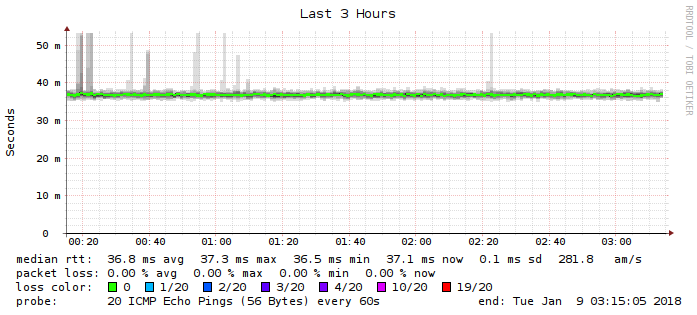 Last 3 Hours
RRDTOOL / TOBI OETIKER
Seconds
50 m
40 m
30 m
20 m
10 m
0
00:20 00:40 01:00 01:20 01:40 02:00 02:20 02:40 03:00
median rtt: 36.8 ms avg 37.3 ms max 36.5 ms min 37.1 ms now 0.1 ms sd 281.8 am/s
packet loss: 0.00 % avg 0.00 % max 0.00 % min 0.00 % now
loss color: 0 1/20 2/20 3/20 4/20 10/20 19/20
probe: 20 ICMP Echo Pings (56 Bytes) every 60s end: Tue Jan 9 03:15:05 2018